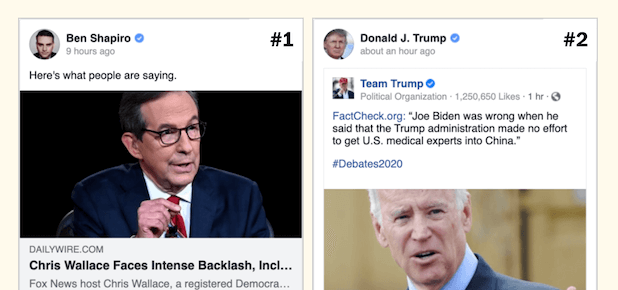 Ben Shapiro
9 hours ago
#1
Here's what people are saying.
DAILYWIRE.COM
Chris Wallace Faces Intense Backlash, Incl...
Fox News host Chris Wallace, a registered Democra...
Donald J. Trump
about an hour ago
#2
Team Trump
Political Organization · 1,250,650 Likes · 1 hr ·
FactCheck.org: “Joe Biden was wrong when he
said that the Trump administration made no effort
to get U.S. medical experts into China.”
#Debates2020